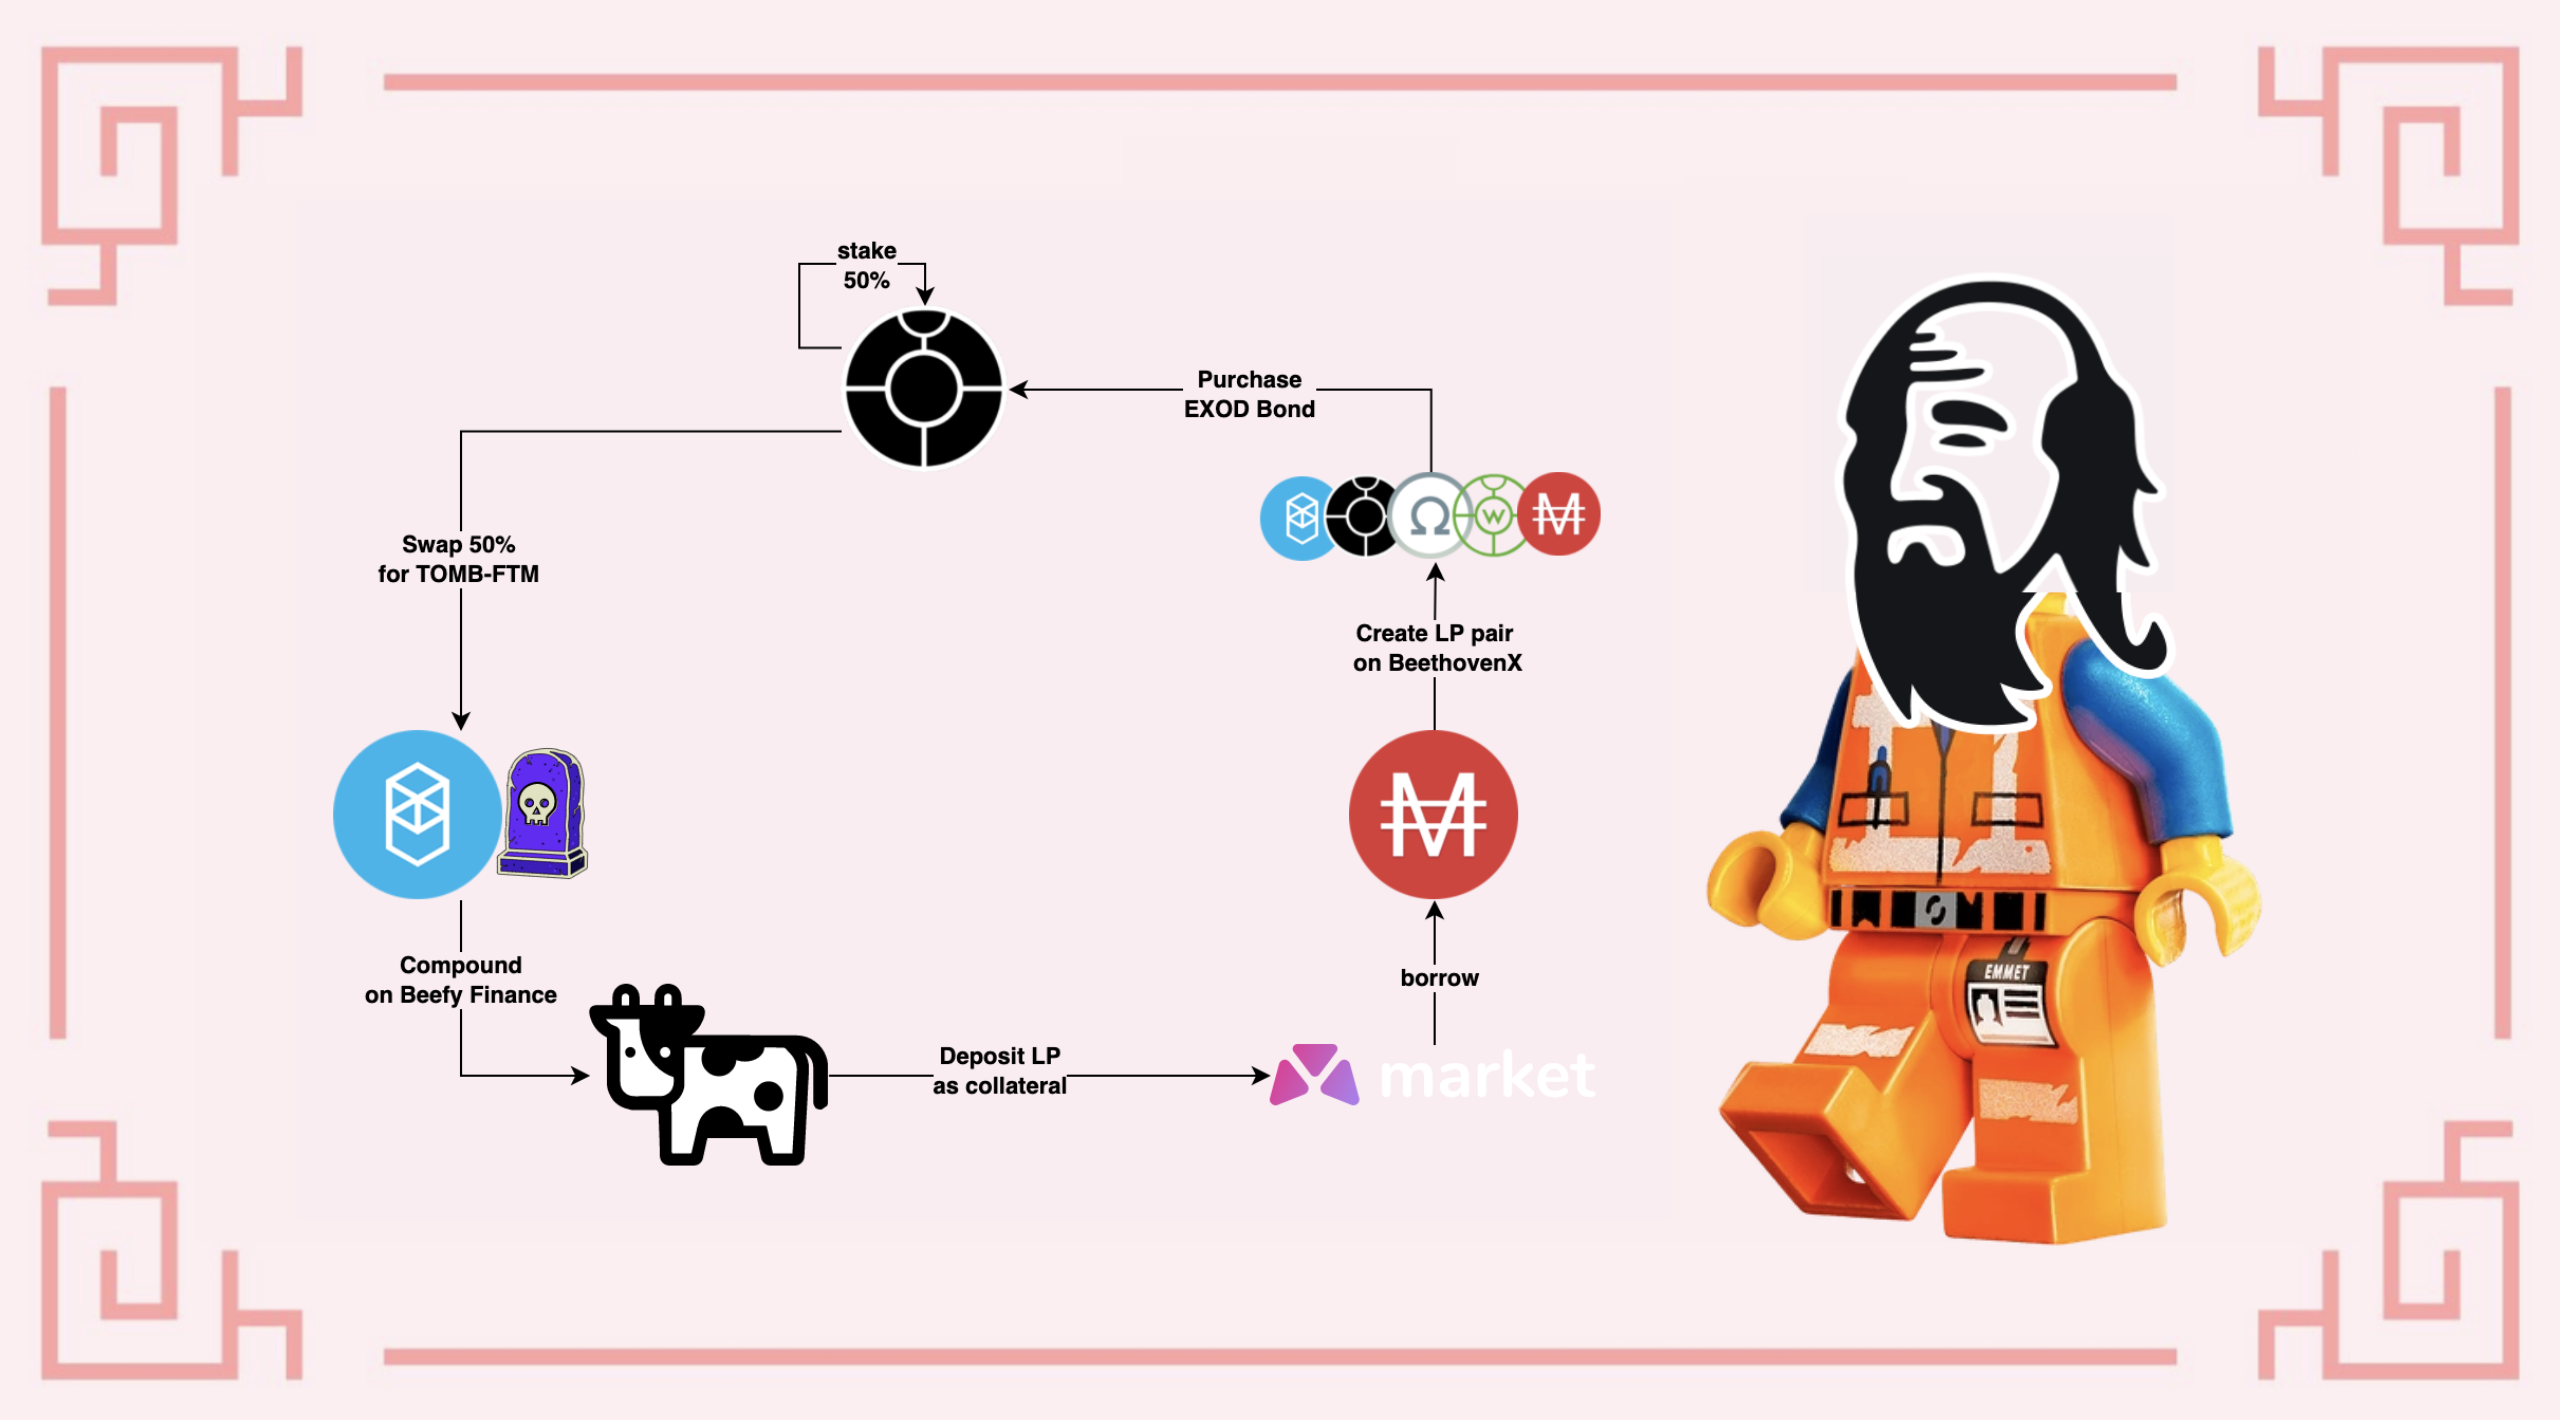 stake
50%
Purchase
EXOD Bond
Swap 50%
for TOMB-FTM
Create LP pair
on BeethovenX
Compound
on Beefy Finance
borrow
EMMET
Deposit LP
as collateral
market